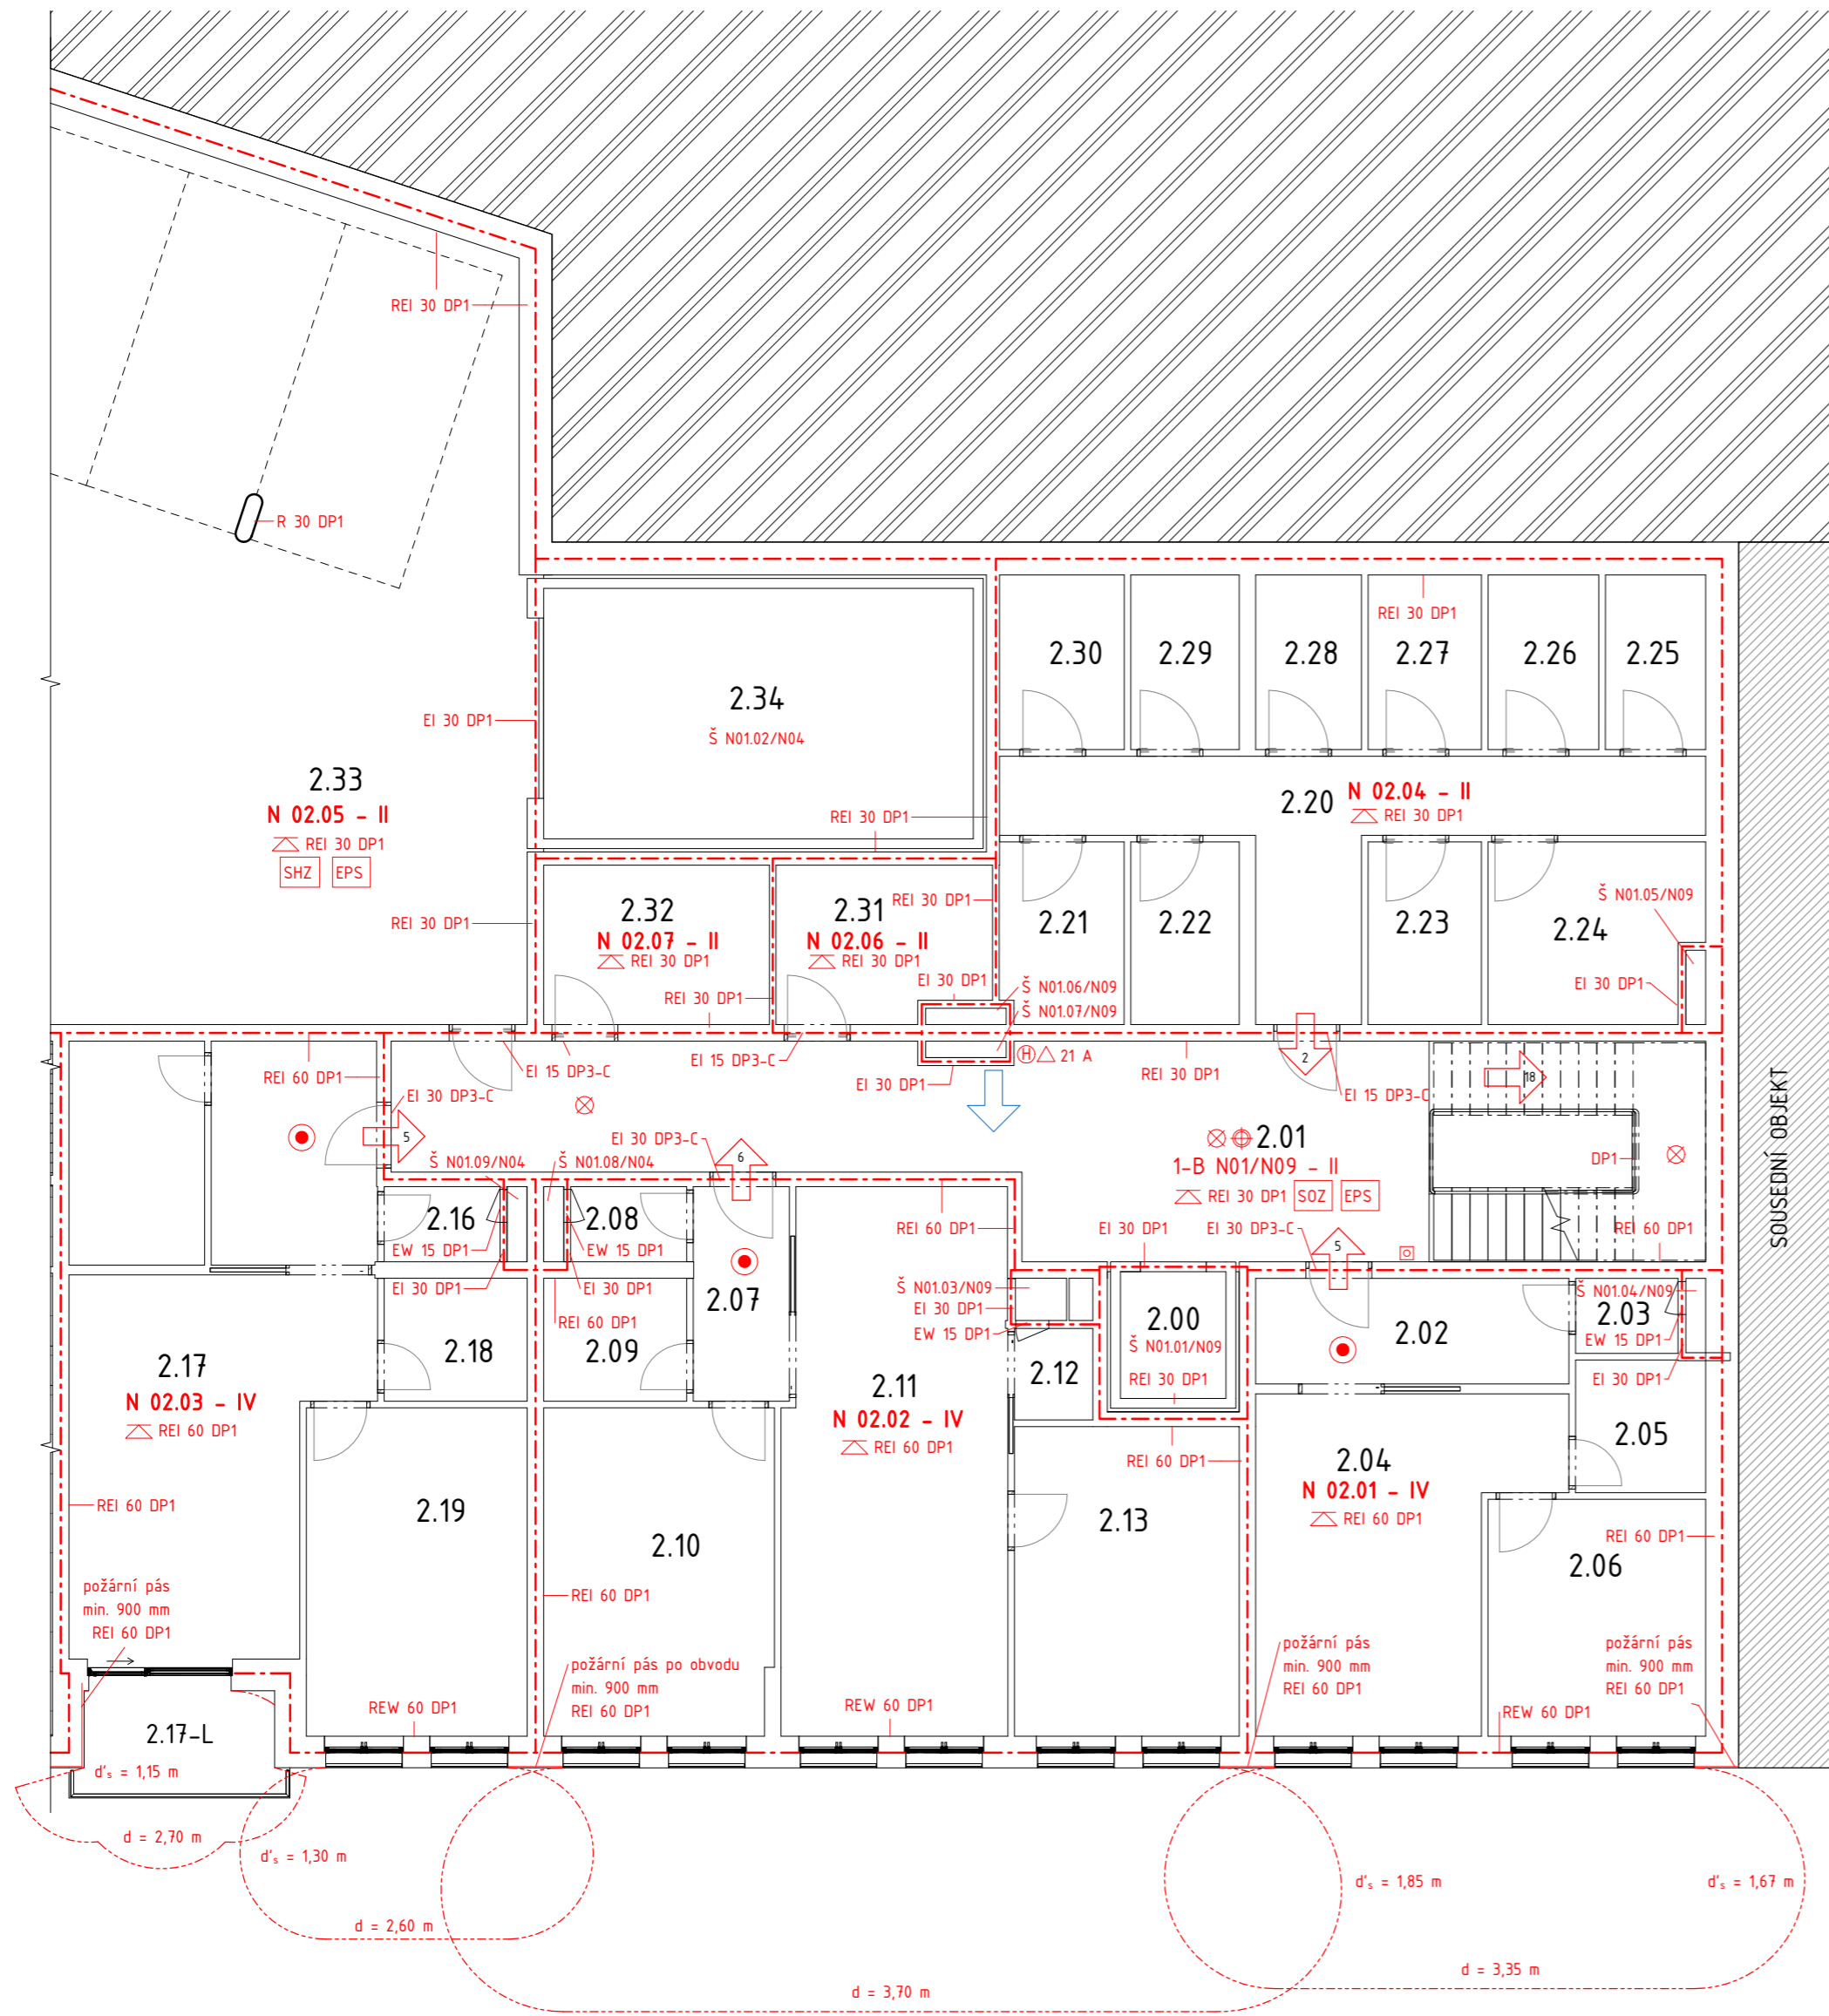 REI 30 DP1
R 30 DP1
2.34
Š N01.02/N04
EI 30 DP1
2.33
N 02.05 - II
REI 30 DP1
SHZ
EPS
REI 30 DP1
REI 30 DP1
2.30
2.29
2.28
2.27
2.26
2.25
REI 30 DP1
2.20
N 02.04 - II
REI 30 DP1
2.32
N 02.07 - II
REI 30 DP1
REI 30 DP1
2.31
REI 30 DP1
N 02.06 - II
REI 30 DP1
EI 30 DP1
2.21
2.22
2.23
2.24
Š N01.05/N09
EI 30 DP1
Š N01.06/N09
Š N01.07/N09
H
21 A
REI 60 DP1
EI 30 DP3-C
EI 15 DP3-C
EI 15 DP3-C
EI 30 DP1
REI 30 DP1
2
EI 15 DP3-C
18
5
EI 30 DP3-C
6
Š N01.09/N04
Š N01.08/N04
2.01
1-B N01/N09 - II
REI 30 DP1
SOZ
EPS
DP1
REI 60 DP1
SOUSEDNÍ OBJEKT
2.16
EW 15 DP1
EI 30 DP1
2.08
EW 15 DP1
EI 30 DP1
REI 60 DP1
REI 60 DP1
EI 30 DP1
EI 30 DP3-C
5
2.07
2.09
2.18
Š N01.03/N09
EI 30 DP1
EW 15 DP1
2.00
Š N01.01/N09
REI 30 DP1
2.12
2.02
Š N01.04/N09
2.03
EW 15 DP1
EI 30 DP1
2.17
N 02.03 - IV
REI 60 DP1
2.11
N 02.02 - IV
REI 60 DP1
REI 60 DP1
2.04
N 02.01 - IV
REI 60 DP1
2.05
REI 60 DP1
2.19
2.10
2.13
REI 60 DP1
2.06
REI 60 DP1
požární pás
min. 900 mm
REI 60 DP1
požární pás po obvodu
min. 900 mm
REI 60 DP1
požární pás
min. 900 mm
REI 60 DP1
požární pás
min. 900 mm
REI 60 DP1
REW 60 DP1
REW 60 DP1
REW 60 DP1
2.17-L
d's = 1,15 m
d = 2,70 m
d's = 1,30 m
d = 2,60 m
d's = 1,85 m
d's = 1,67 m
d = 3,35 m
d = 3,70 m